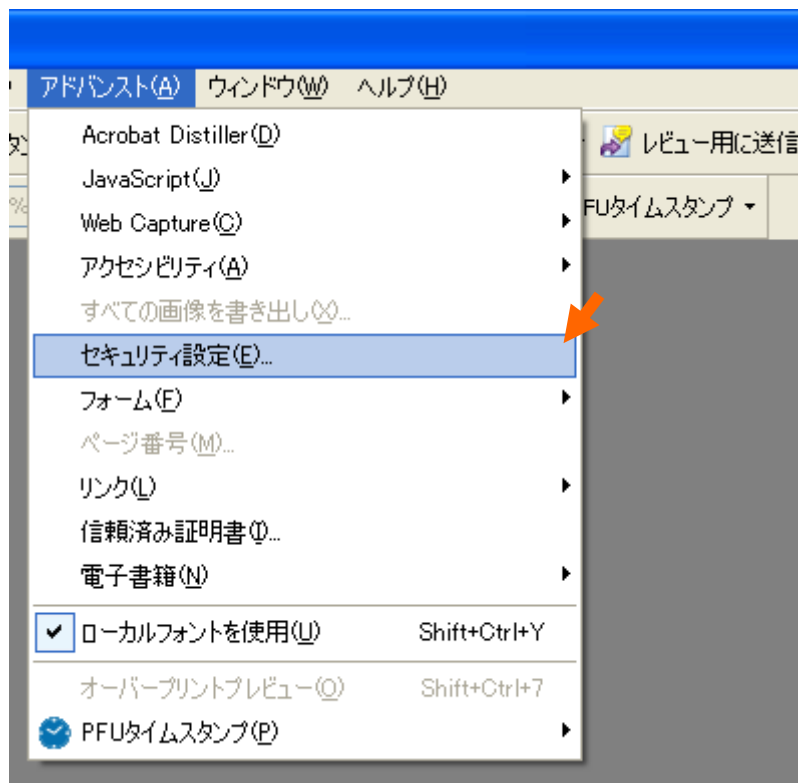 アドバンスト(A) ウィンドウ(W) ヘルプ(H)
Acrobat Distiller(D)
レビュー用に送信
JavaScript(J)
%
FUタイムスタンプ
Web Capture(C)
アクセシビリティ(A)
すべての画像を書き出し(X)...
セキュリティ設定(E)...
フォーム(F)
ページ番号(M)...
リンク(L)
信頼済み証明書(I)...
電子書籍(N)
ローカルフォントを使用(U) Shift+Ctrl+Y
オーバープリントプレビュー(O) Shift+Ctrl+7
PFUタイムスタンプ(P)